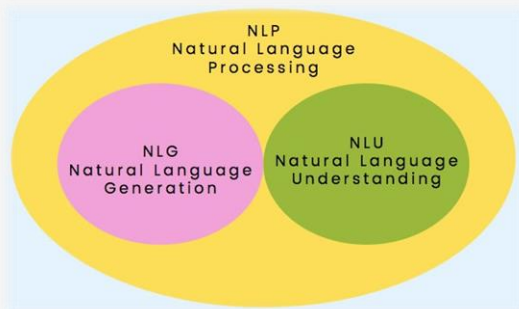 NLP
Natural Language
Processing
NLG
Natural Language
Generation
NLU
Natural Language
Understanding